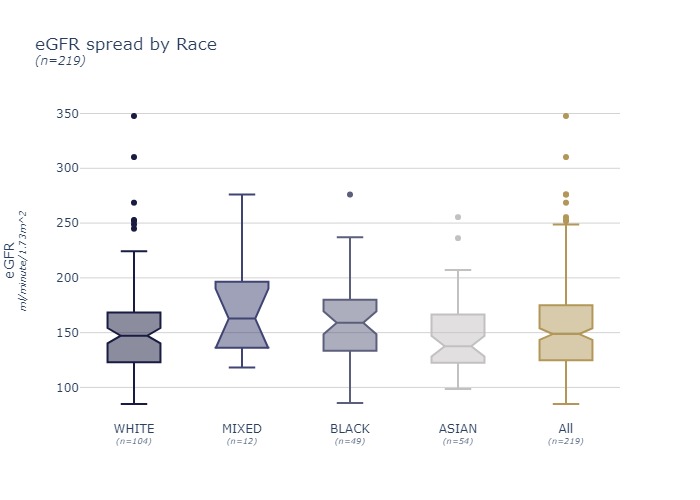 eGFR spread by Race
(n=219)
eGFR
ml/minute/1.73m^2
350
300
250
200
150
100
WHITE
(n=104)
MIXED
(n=12)
BLACK
(n=49)
ASIAN
(n=54)
All
(n=219)